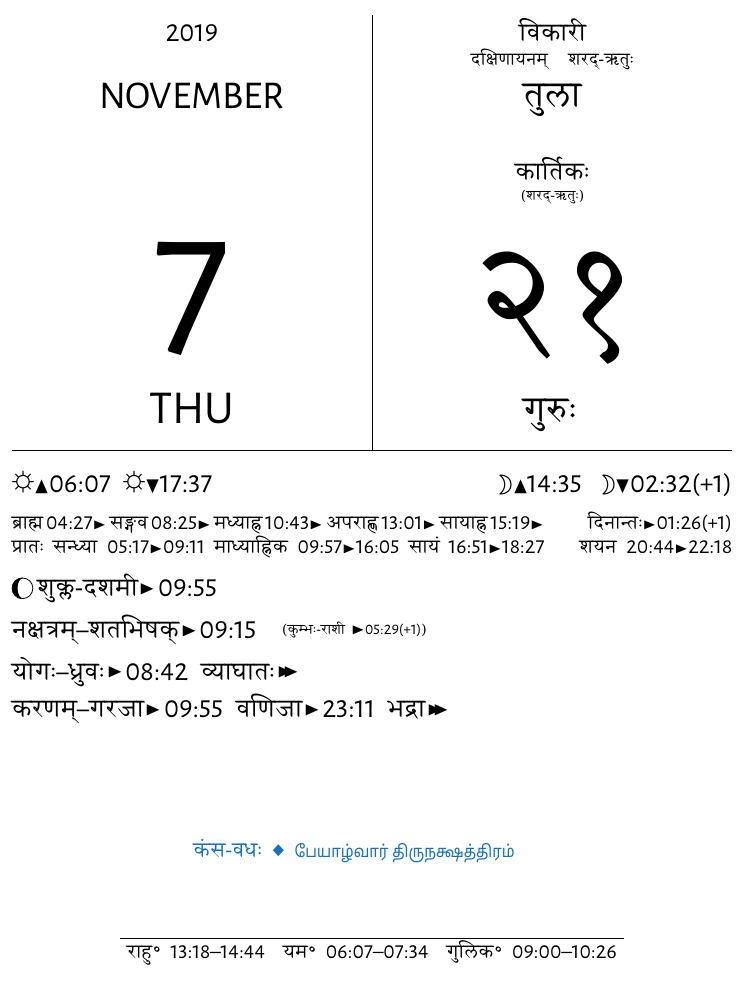 2019
NOVEMBER
7
THU
विकारी
दक्षिणायनम् शरद्-ऋतुः
तुला
कार्तिकः
(शरद्-ऋतुः)
२१
गुरुः
☼▲06:07 ☼▼17:37 ☽▲14:35 ☽▼02:32(+1)
ब्राह्म 04:27► सङ्गव 08:25► मध्याह्न 10:43► अपराह्ण 13:01► सायाह्न 15:19► दिनान्तः►01:26(+1)
प्रातः सन्ध्या 05:17►09:11 माध्याह्निक 09:57►16:05 सायं 16:51►18:27 शयन 20:44►22:18
शुक्ल-दशमी► 09:55
नक्षत्रम्–शतभिषक्► 09:15 (कुम्भः-राशी ►05:29(+1))
योगः–ध्रुवः► 08:42 व्याघातः►►
करणम्–गरजा► 09:55 वणिजा► 23:11 भद्रा►►
कंस-वधः ◆ பேயாழ்வார் திருநக்ஷத்திரம்
राहु° 13:18–14:44 यम° 06:07–07:34 गुलिक° 09:00–10:26